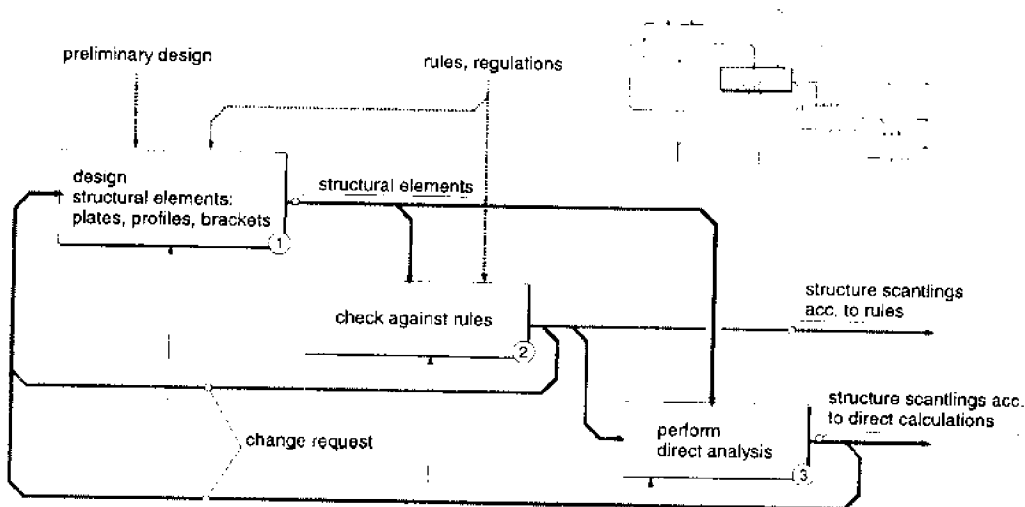 preliminary design
rules, regulations
design
structural elements:
plates, profiles, brackets
1
structural elements
check against rules
2
structure scantlings
acc. to rules
structure scantlings acc.
to direct calculations
change request
perform
direct analysis
3